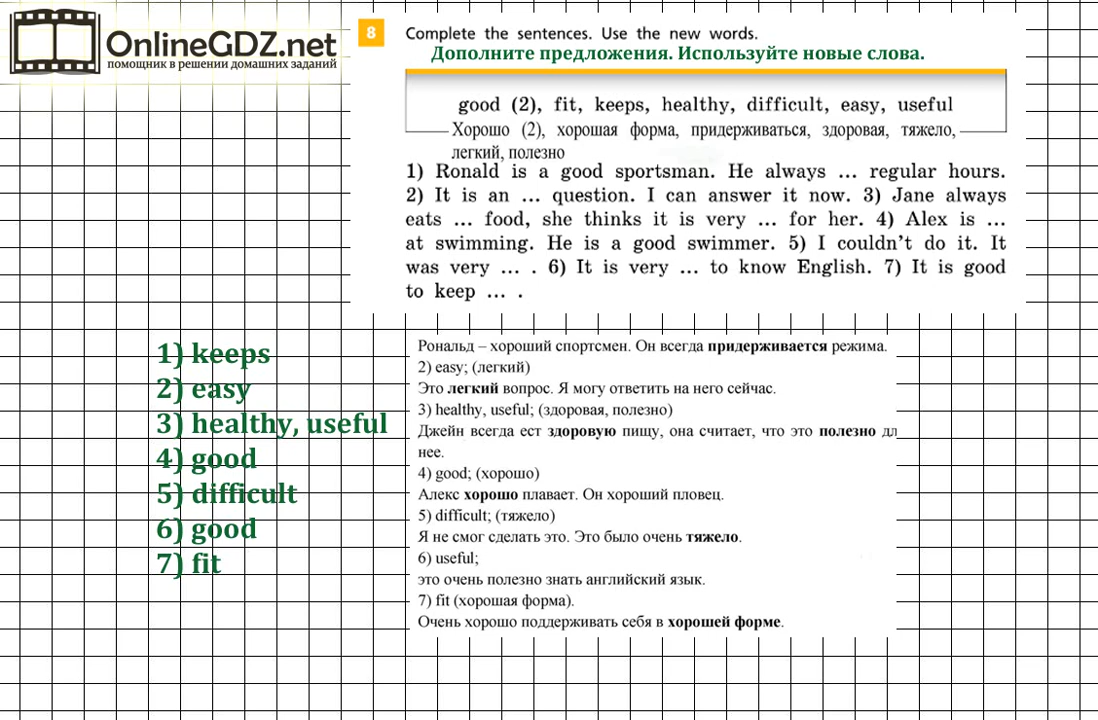 OnlineGDZ.net
помощник в решении домашних заданий
8 Complete the sentences. Use the new words.
Дополните предложения. Используйте новые слова.
good (2), fit, keeps, healthy, difficult, easy, useful
Хорошо (2), хорошая форма, придерживаться, здоровая, тяжело,
легкий, полезно
1) Ronald is a good sportsman. He always ... regular hours.
2) It is an ... question. I can answer it now. 3) Jane always
eats ... food, she thinks it is very ... for her. 4) Alex is ...
at swimming. He is a good swimmer. 5) I couldn't do it. It
was very ... . 6) It is very ... to know English. 7) It is good
to keep ... .
1) keeps
2) easy
3) healthy, useful
4) good
5) difficult
6) good
7) fit
Рональд – хороший спортсмен. Он всегда придерживается режима.
2) easy; (легкий)
Это легкий вопрос. Я могу ответить на него сейчас.
3) healthy, useful; (здоровая, полезно)
Джейн всегда ест здоровую пищу, она считает, что это полезно дл
нее.
4) good; (хорошо)
Алекс хорошо плавает. Он хороший пловец.
5) difficult; (тяжело)
Я не смог сделать это. Это было очень тяжело.
6) useful;
это очень полезно знать английский язык.
7) fit (хорошая форма).
Очень хорошо поддерживать себя в хорошей форме.